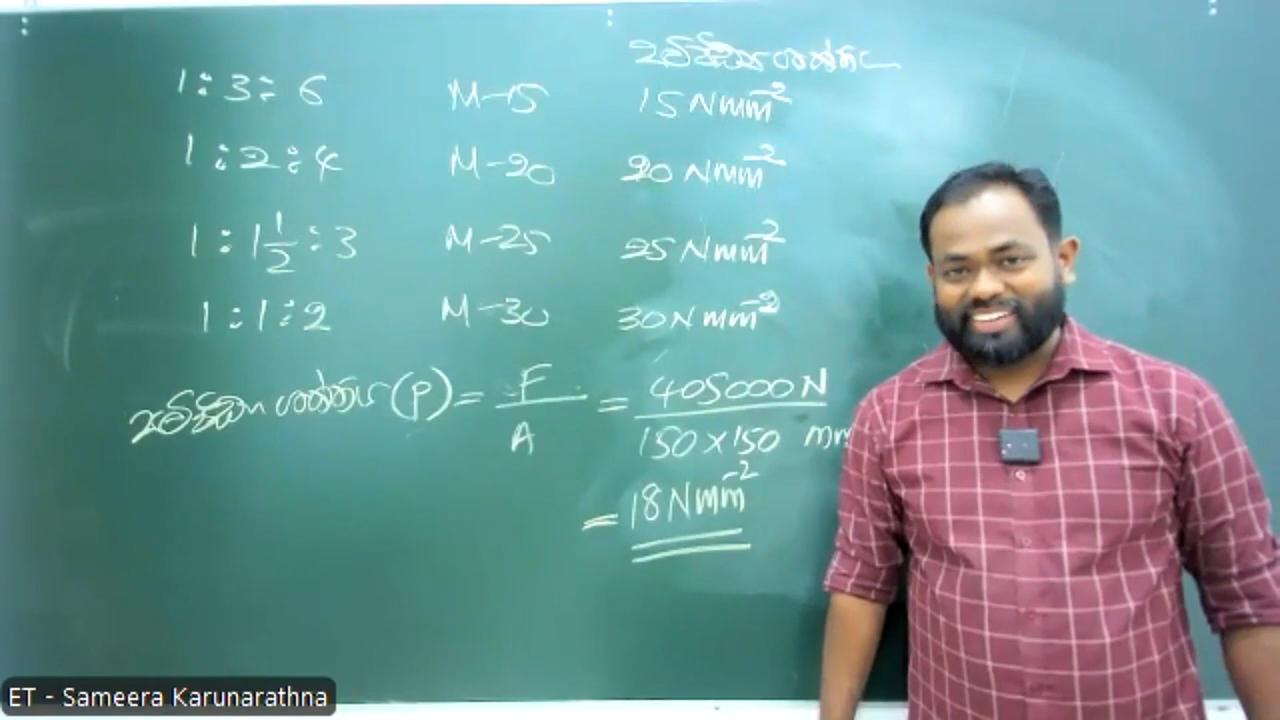 සම්පීඩන ශක්තිය
1:3:6 M-15 15 Nmm⁻²
1:2:4 M-20 20 Nmm⁻²
1:1½:3 M-25 25 Nmm⁻²
1:1:2 M-30 30 Nmm⁻²
සම්පීඩන ශක්තිය (P) = F/A = 405000N / 150×150 mm
= 18 Nmm⁻²
ET - Sameera Karunarathna